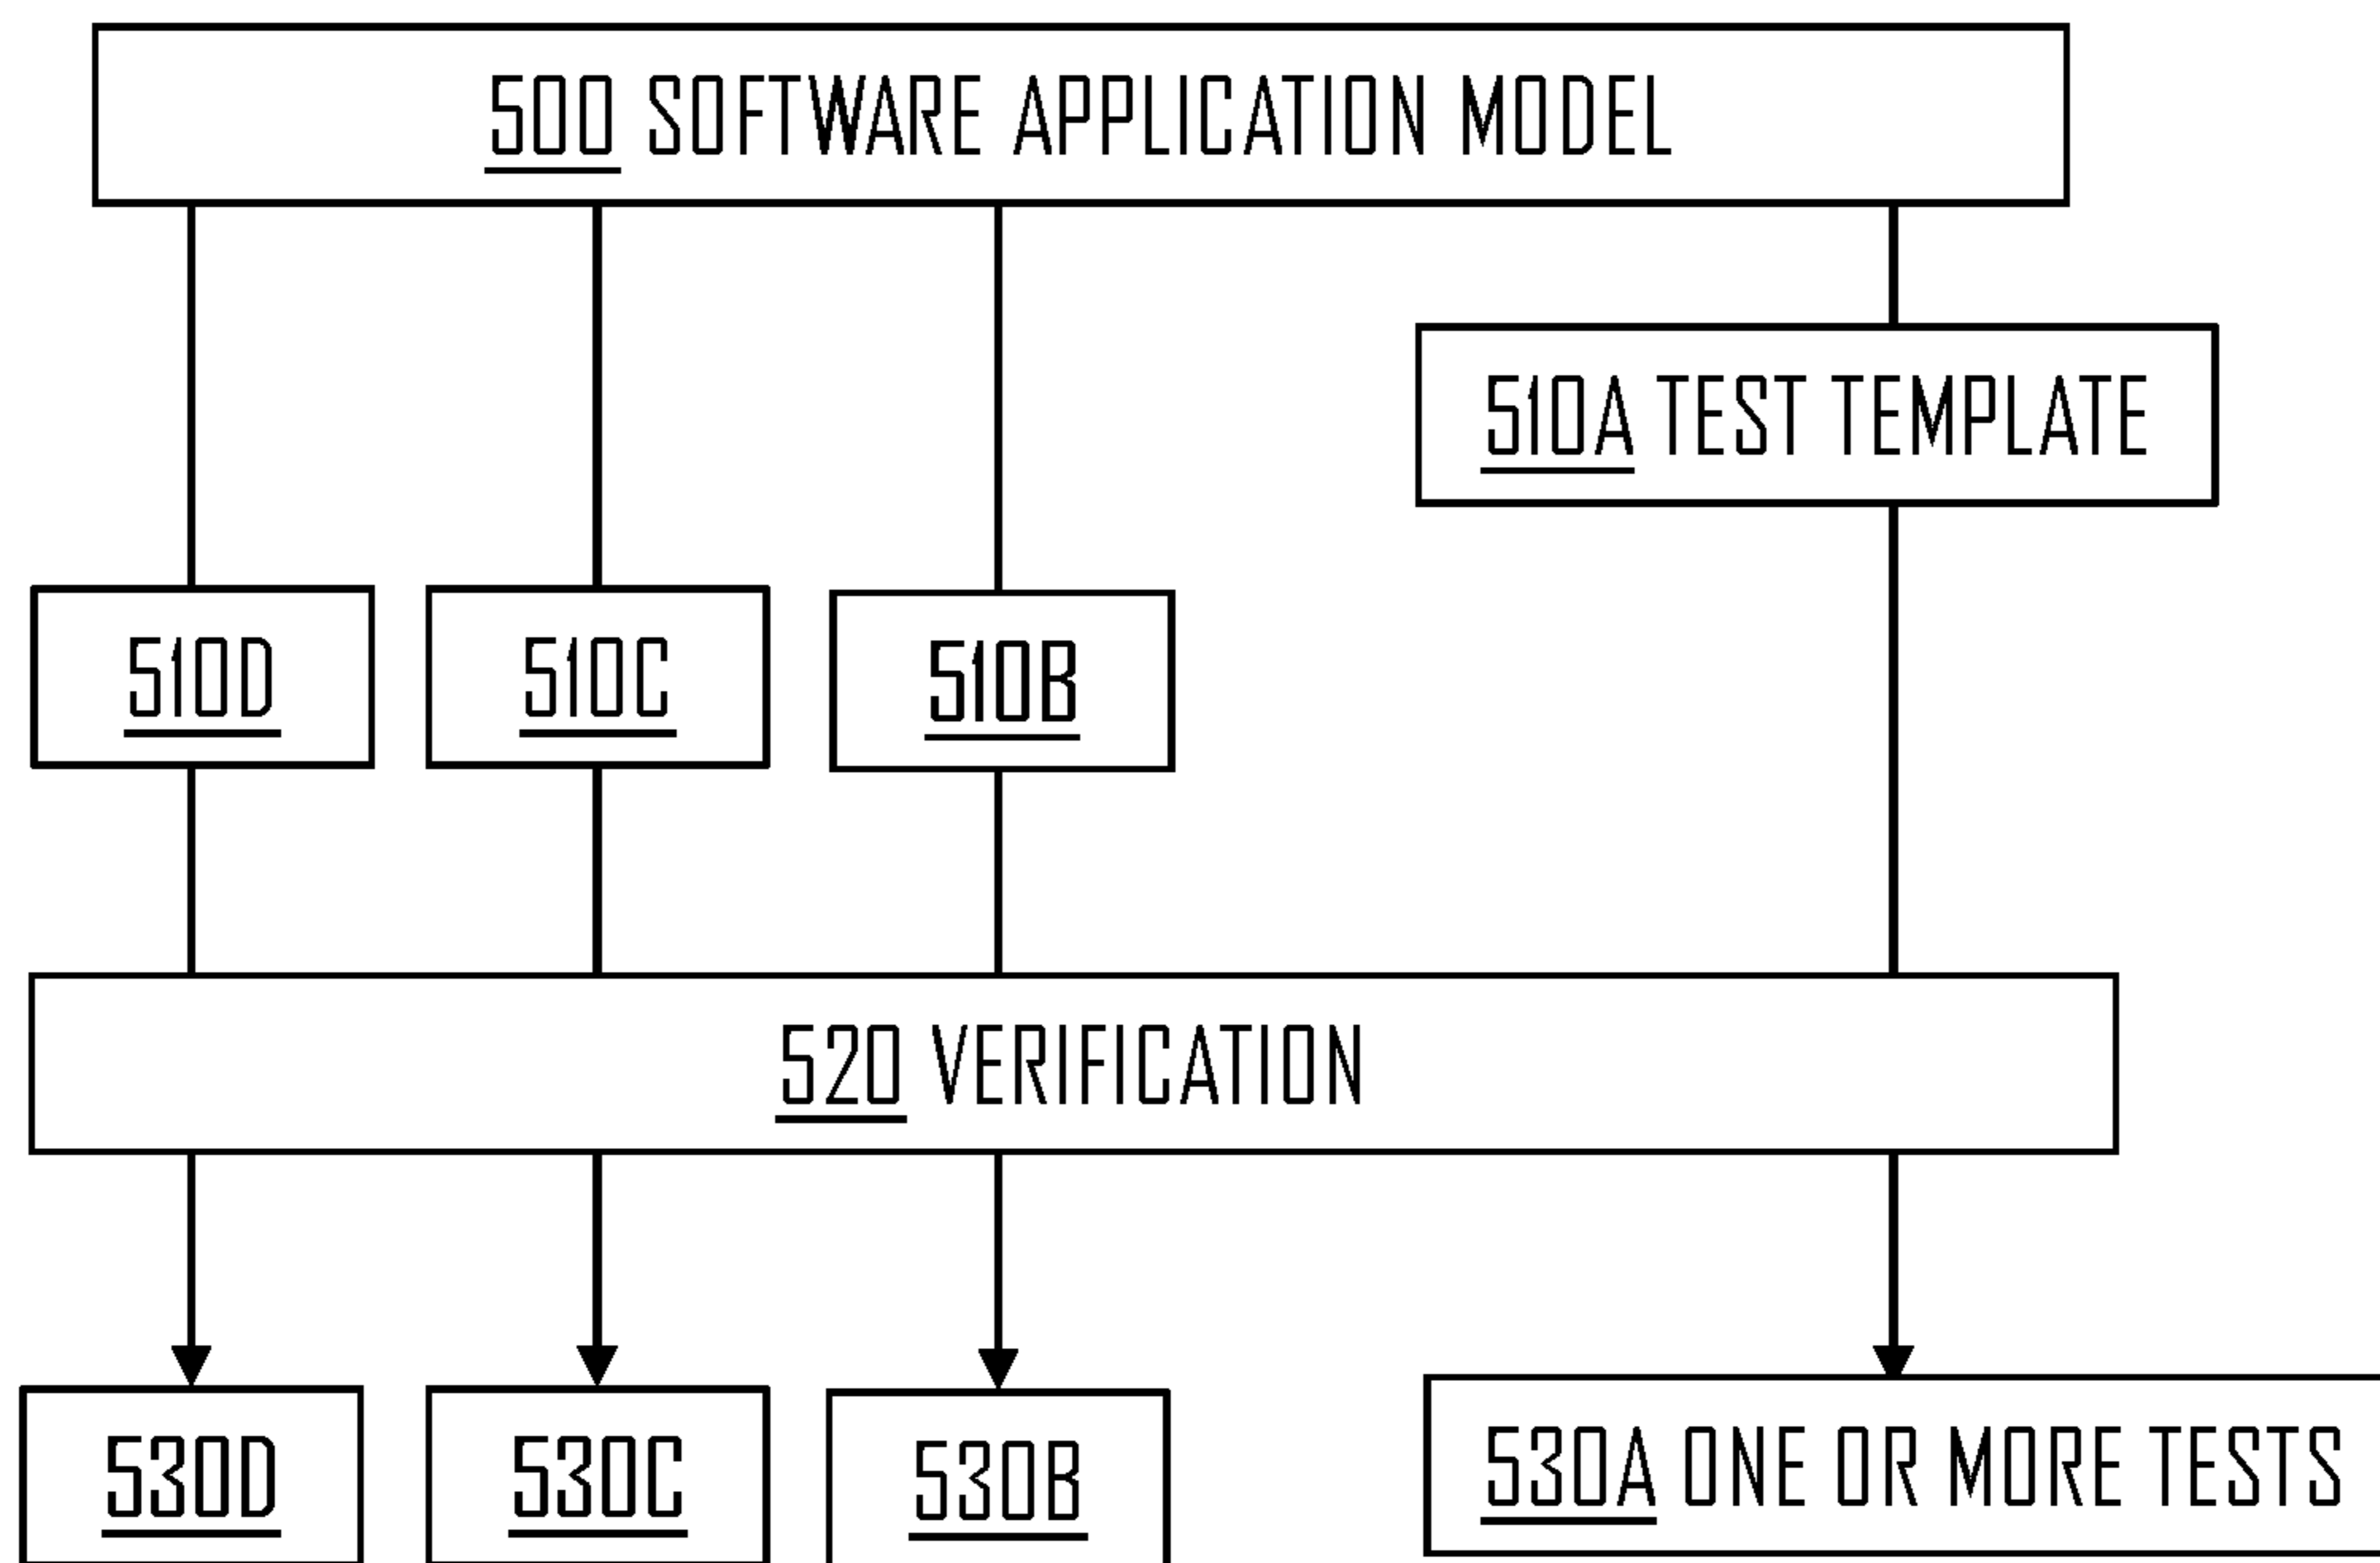 500 SOFTWARE APPLICATION MODEL
510A TEST TEMPLATE
510D
510C
510B
520 VERIFICATION
530D
530C
530B
530A ONE OR MORE TESTS